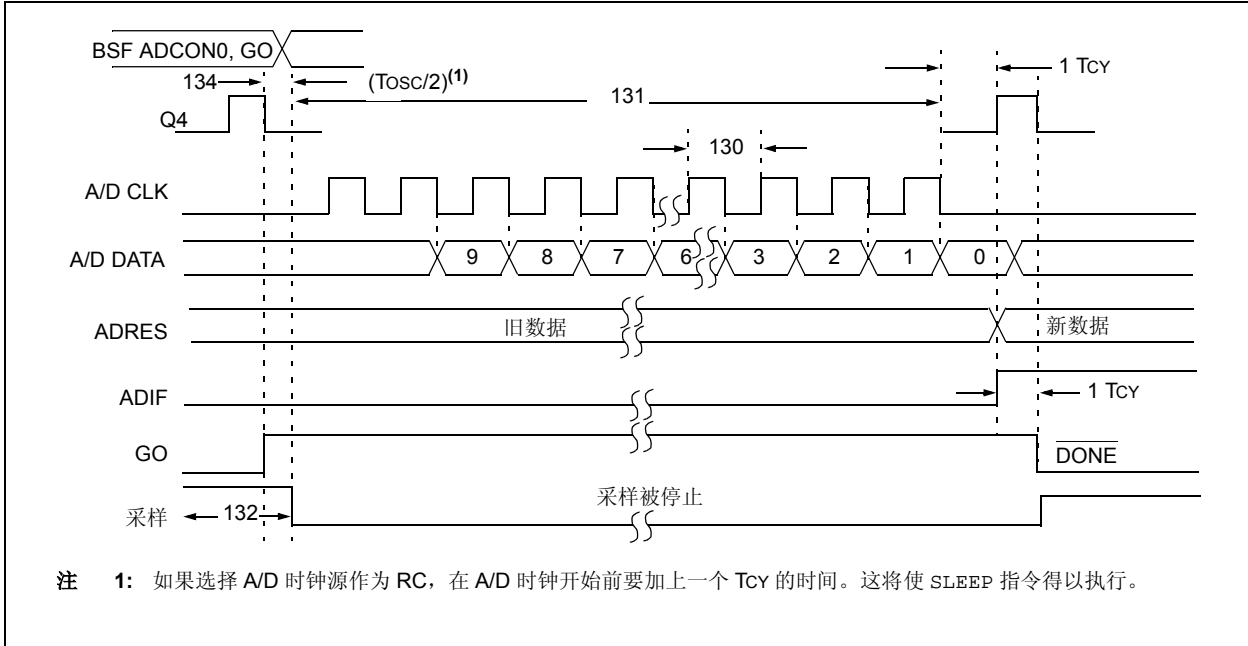 BSF ADCON0, GO
134 (TOSC/2)(1) 131 1 TCY
Q4
130
A/D CLK
A/D DATA 9 8 7 6 3 2 1 0
ADRES 旧数据 新数据
ADIF 1 TCY
GO DONE
采样 132 采样被停止
注 1: 如果选择 A/D 时钟源作为 RC，在 A/D 时钟开始前要加上一个 TCY 的时间。这将使 SLEEP 指令得以执行。